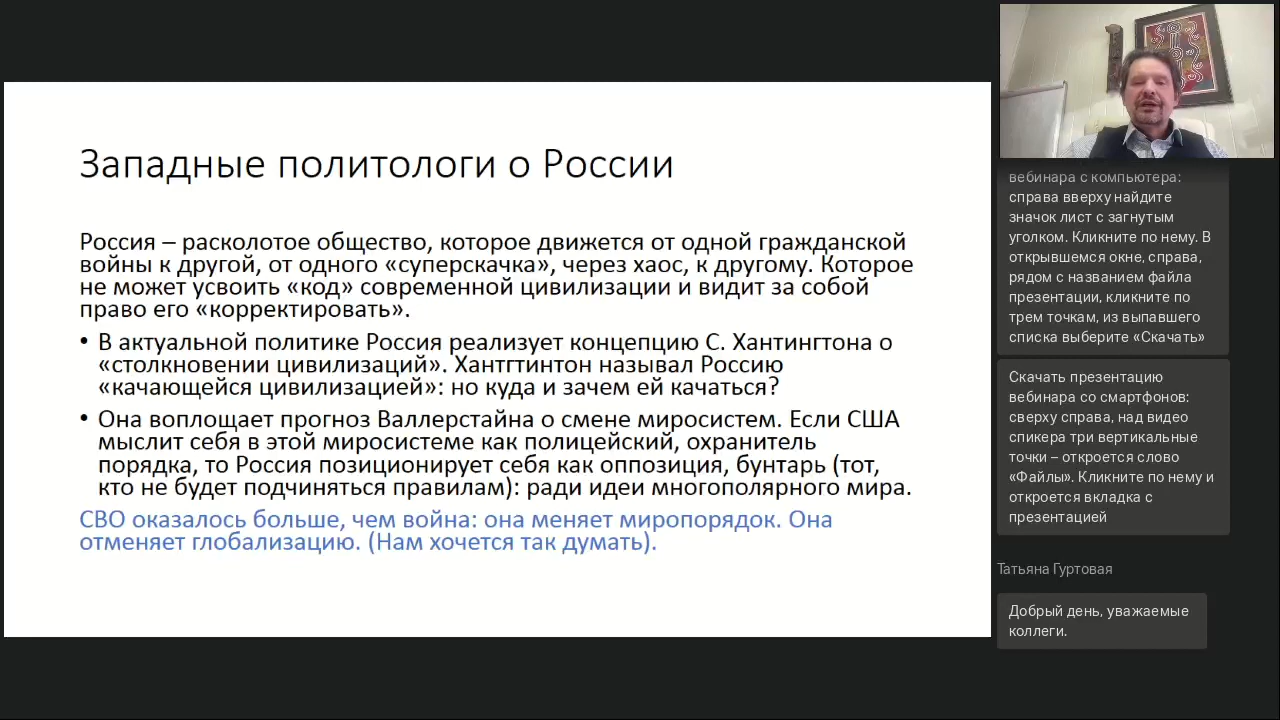 Западные политологи о России
Россия – расколотое общество, которое движется от одной гражданской
войны к другой, от одного «суперскачка», через хаос, к другому. Которое
не может усвоить «код» современной цивилизации и видит за собой
право его «корректировать».
• В актуальной политике Россия реализует концепцию С. Хантингтона о
«столкновении цивилизаций». Хантгтинтон называл Россию
«качающейся цивилизацией»: но куда и зачем ей качаться?
• Она воплощает прогноз Валлерстайна о смене миросистем. Если США
мыслит себя в этой миросистеме как полицейский, охранитель
порядка, то Россия позиционирует себя как оппозиция, бунтарь (тот,
кто не будет подчиняться правилам): ради идеи многополярного мира.
СВО оказалось больше, чем война: она меняет миропорядок. Она
отменяет глобализацию. (Нам хочется так думать).
вебинара с компьютера:
справа вверху найдите
значок лист с загнутым
уголком. Кликните по нему. В
открывшемся окне, справа,
рядом с названием файла
презентации, кликните по
трем точкам, из выпавшего
списка выберите «Скачать»
Скачать презентацию
вебинара со смартфонов:
сверху справа, над видео
спикера три вертикальные
точки – откроется слово
«Файлы». Кликните по нему и
откроется вкладка с
презентацией
Татьяна Гуртовая
Добрый день, уважаемые
коллеги.